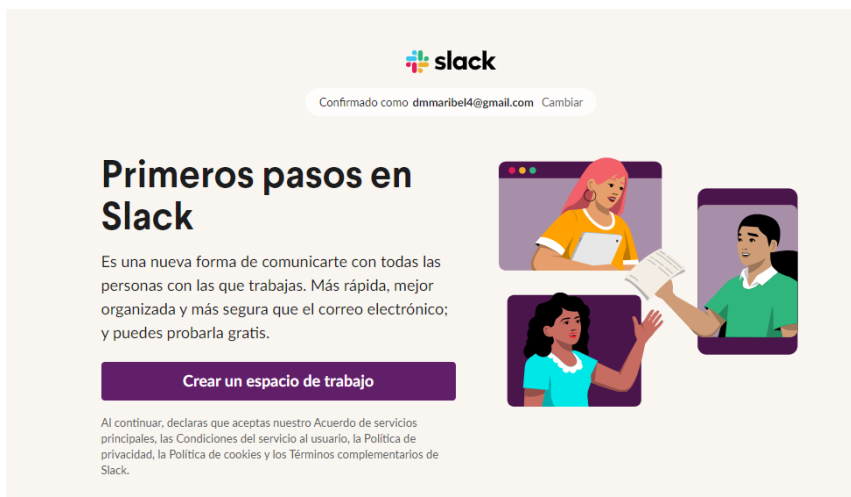 slack
Confirmado como dmmaribel4@gmail.com Cambiar
Primeros pasos en
Slack
Es una nueva forma de comunicarte con todas las
personas con las que trabajas. Más rápida, mejor
organizada y más segura que el correo electrónico;
y puedes probarla gratis.
Crear un espacio de trabajo
Al continuar, declaras que aceptas nuestro Acuerdo de servicios
principales, las Condiciones del servicio al usuario, la Política de
privacidad, la Política de cookies y los Términos complementarios de
Slack.